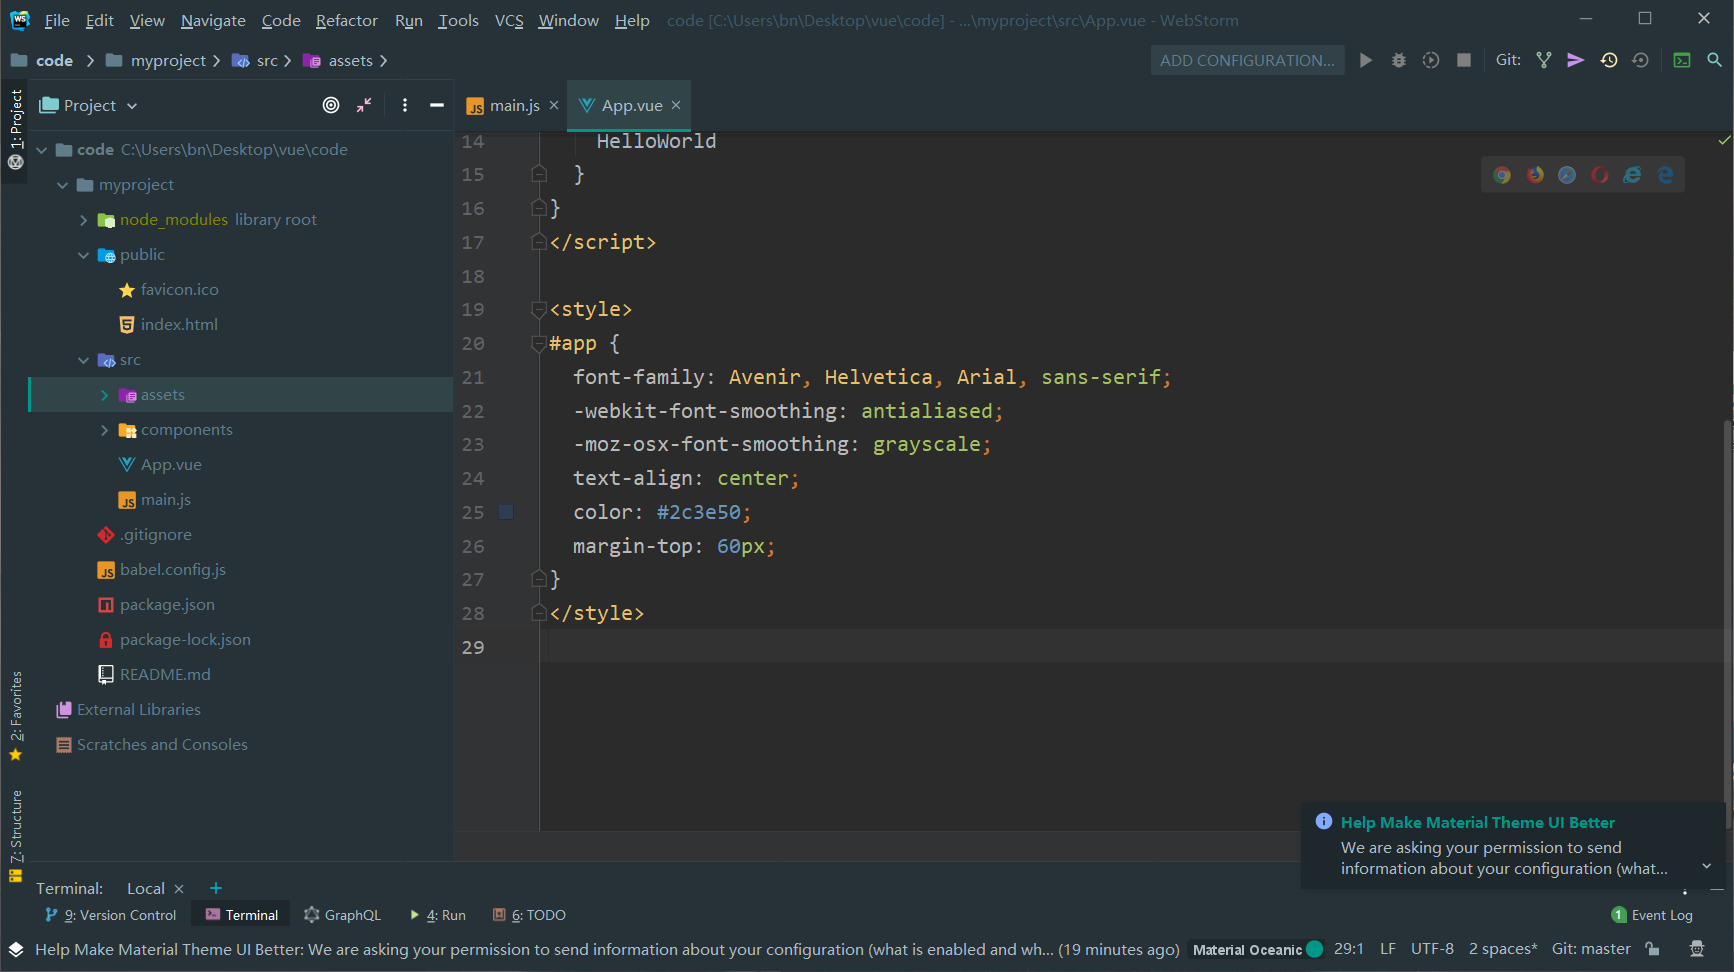 WS File Edit View Navigate Code Refactor Run Tools VCS Window Help code [C:\Users\bn\Desktop\vue\code] - ...\myproject\src\App.vue - WebStorm
code myproject src assets
ADD CONFIGURATION... Git:
1: Project
Project
main.js App.vue
code C:\Users\bn\Desktop\vue\code
myproject
node_modules library root
public
favicon.ico
index.html
src
assets
components
App.vue
main.js
.gitignore
babel.config.js
package.json
package-lock.json
README.md
External Libraries
Scratches and Consoles
2: Favorites
7: Structure
14 HelloWorld
15 }
16 }
17 </script>
18
19 <style>
20 #app {
21 font-family: Avenir, Helvetica, Arial, sans-serif;
22 -webkit-font-smoothing: antialiased;
23 -moz-osx-font-smoothing: grayscale;
24 text-align: center;
25 color: #2c3e50;
26 margin-top: 60px;
27 }
28 </style>
29
Help Make Material Theme UI Better
We are asking your permission to send
information about your configuration (what...
Terminal: Local +
9: Version Control Terminal GraphQL 4: Run 6: TODO 1 Event Log
Help Make Material Theme UI Better: We are asking your permission to send information about your configuration (what is enabled and wh... (19 minutes ago) Material Oceanic 29:1 LF UTF-8 2 spaces* Git: master